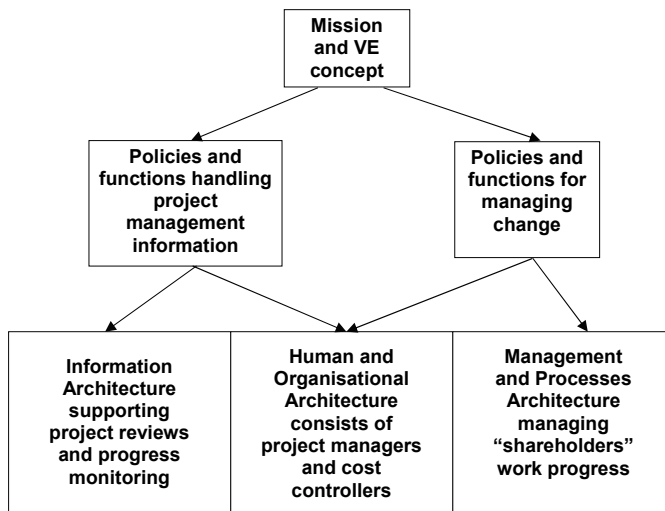 Mission
and VE
concept
Policies and
functions handling
project
management
information
Policies and
functions for
managing
change
Information
Architecture
supporting
project reviews
and progress
monitoring
Human and
Organisational
Architecture
consists of
project managers
and cost
controllers
Management
and Processes
Architecture
managing
“shareholders”
work progress